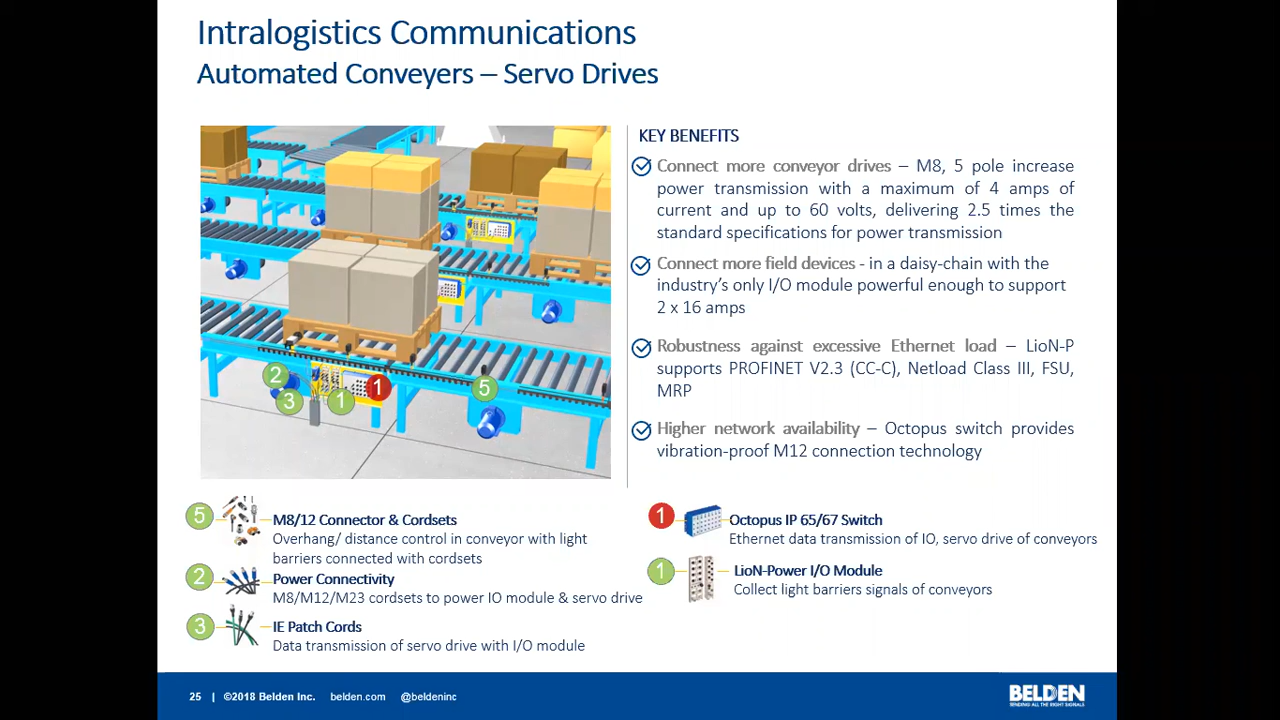 Intralogistics Communications
Automated Conveyers – Servo Drives
2
3
1
1
5
KEY BENEFITS
Connect more conveyor drives – M8, 5 pole increase
power transmission with a maximum of 4 amps of
current and up to 60 volts, delivering 2.5 times the
standard specifications for power transmission
Connect more field devices - in a daisy-chain with the
industry's only I/O module powerful enough to support
2 x 16 amps
Robustness against excessive Ethernet load – LioN-P
supports PROFINET V2.3 (CC-C), Netload Class III, FSU,
MRP
Higher network availability – Octopus switch provides
vibration-proof M12 connection technology
5
M8/12 Connector & Cordsets
Overhang/ distance control in conveyor with light
barriers connected with cordsets
2
Power Connectivity
M8/M12/M23 cordsets to power IO module & servo drive
3
IE Patch Cords
Data transmission of servo drive with I/O module
1
Octopus IP 65/67 Switch
Ethernet data transmission of IO, servo drive of conveyors
1
LioN-Power I/O Module
Collect light barriers signals of conveyors
25 | ©2018 Belden Inc. belden.com @beldeninc
BELDEN
SENDING ALL THE RIGHT SIGNALS